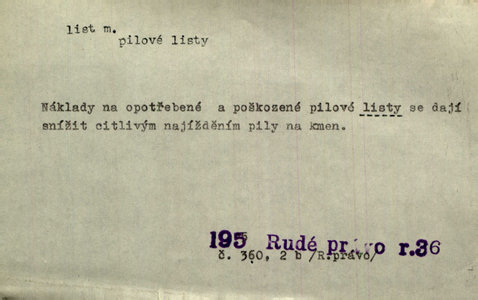 list m.
pilové listy
Náklady na opotřebené a poškozené pilové listy se dají
snížit citlivým najížděním pily na kmen.
195 Rudé právo r.36
č. 360, 2 b /R.právo/